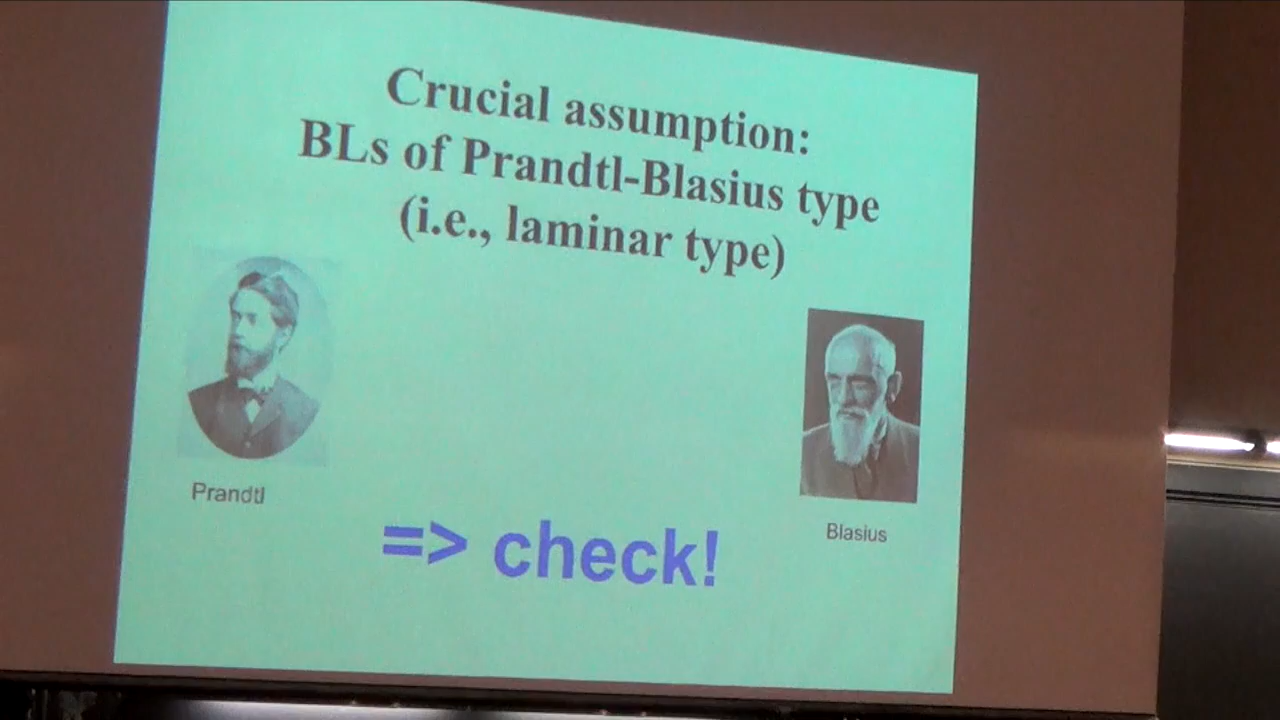 Crucial assumption:
BLs of Prandtl-Blasius type
(i.e., laminar type)
Prandtl
Blasius
=> check!